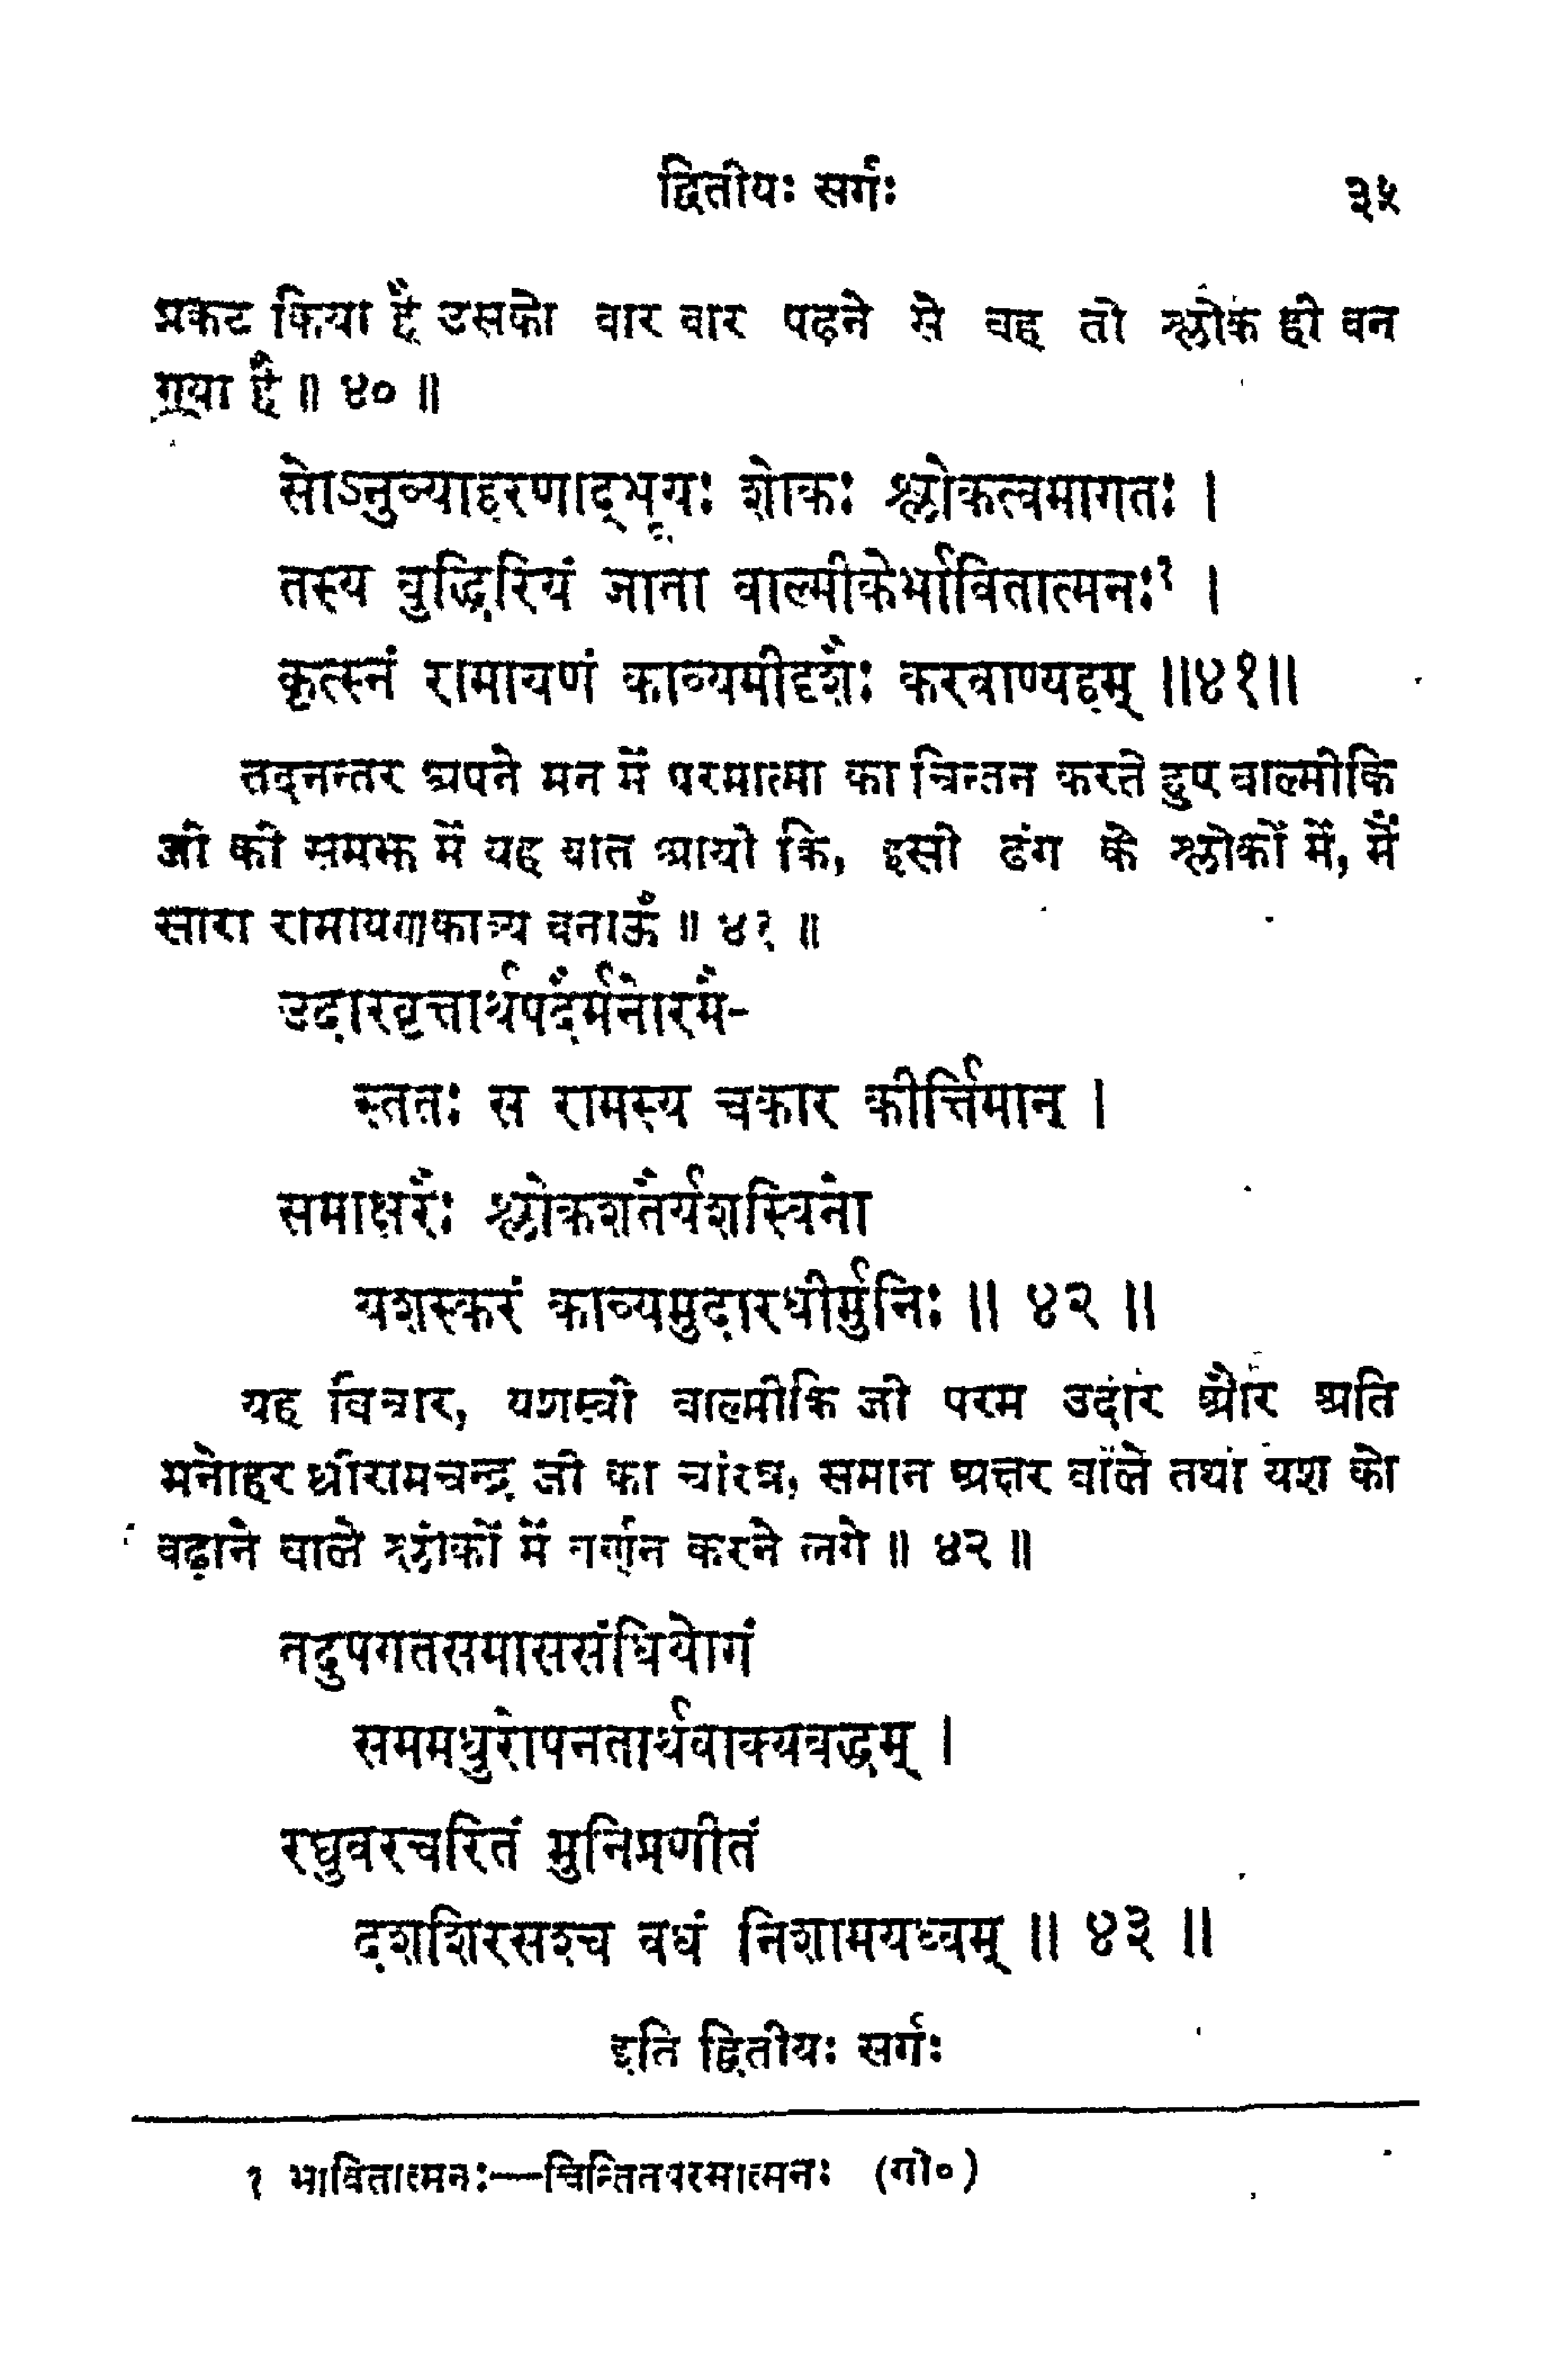 द्वितीयः सर्गः ३५
प्रकट किया है उसको वार वार पढ़ने से वह तो श्लोक ही वन
गया है ॥ ४० ॥
सोऽनुव्याहरणाद्भूयः शोकः श्लोकत्वमागतः ।
तस्य बुद्धिरियं जाता वाल्मीकेर्भावितात्मनः१ ।
कृत्स्नं रामायणं काव्यमीदृशैः करवाण्यहम् ॥४१॥
तदनन्तर अपने मन में परमात्मा का चिन्तन करते हुए वाल्मीकि
जी की समझ में यह बात आयी कि, इसी ढंग के श्लोकों में, मैं
सारा रामायणकाव्य बनाऊँ ॥ ४१ ॥
उदारवृत्तार्थपदैर्मनोरमै-
स्ततः स रामस्य चकार कीर्त्तिमान् ।
समाक्षरैः श्लोकशतैर्यशस्विनां
यशस्करं काव्यमुदारधीर्मुनिः ॥ ४२ ॥
यह विचार, यशस्वी वाल्मीकि जी परम उदार और अति
मनोहर श्रीरामचन्द्र जी का चरित्र, समान अक्षर वाले तथा यश को
वढ़ाने वाले श्लोकों में वर्णन करने लगे ॥ ४२ ॥
तदुपगतसमाससंधियोगं
सममधुरोपनतार्थवाक्यबद्धम् ।
रघुवरचरितं मुनिप्रणीतं
दशशिरसश्च वधं निशामयध्वम् ॥ ४३ ॥
इति द्वितीयः सर्गः
१ भावितात्मनः—चिन्तितपरमात्मनः (गो०)